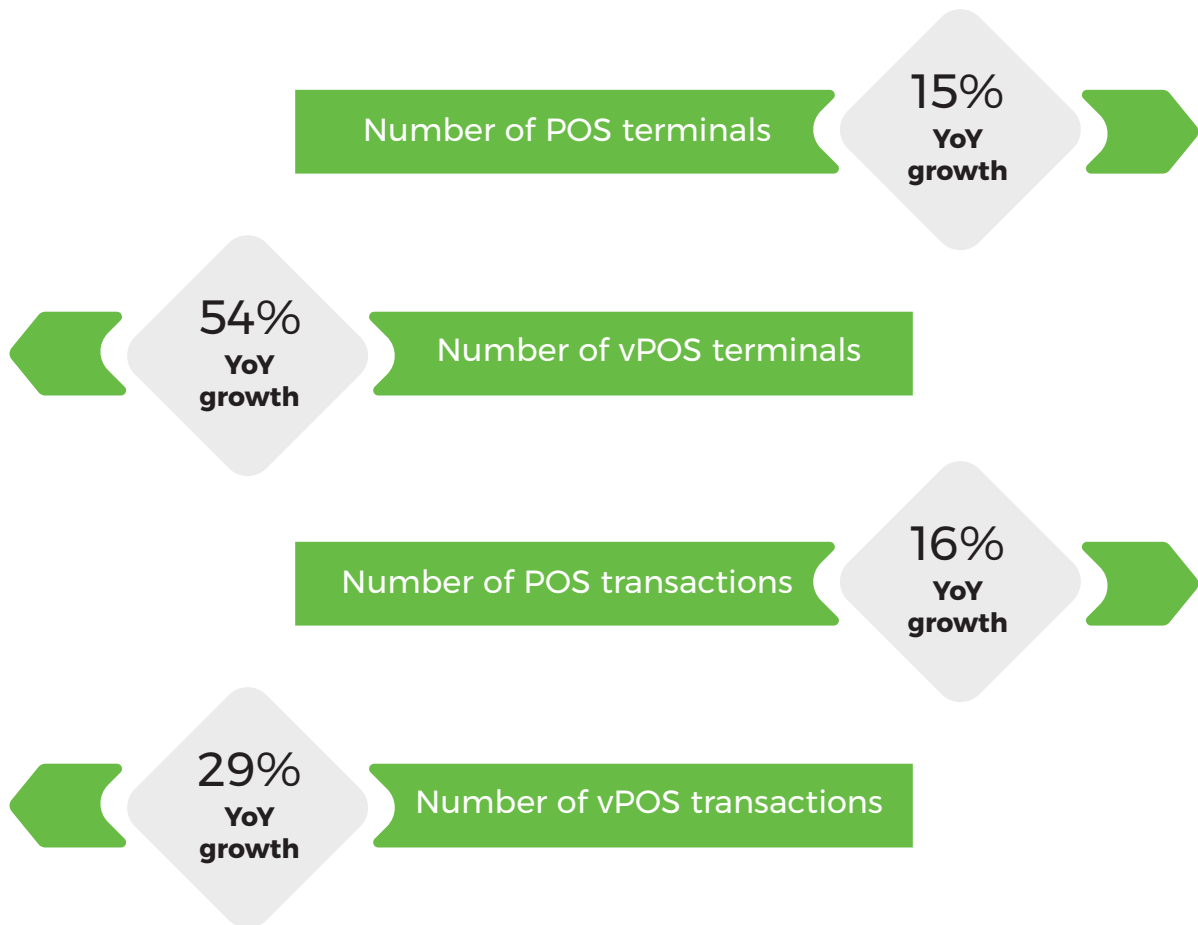 Number of POS terminals
15%
YoY
growth
54%
YoY
growth
Number of vPOS terminals
Number of POS transactions
16%
YoY
growth
29%
YoY
growth
Number of vPOS transactions